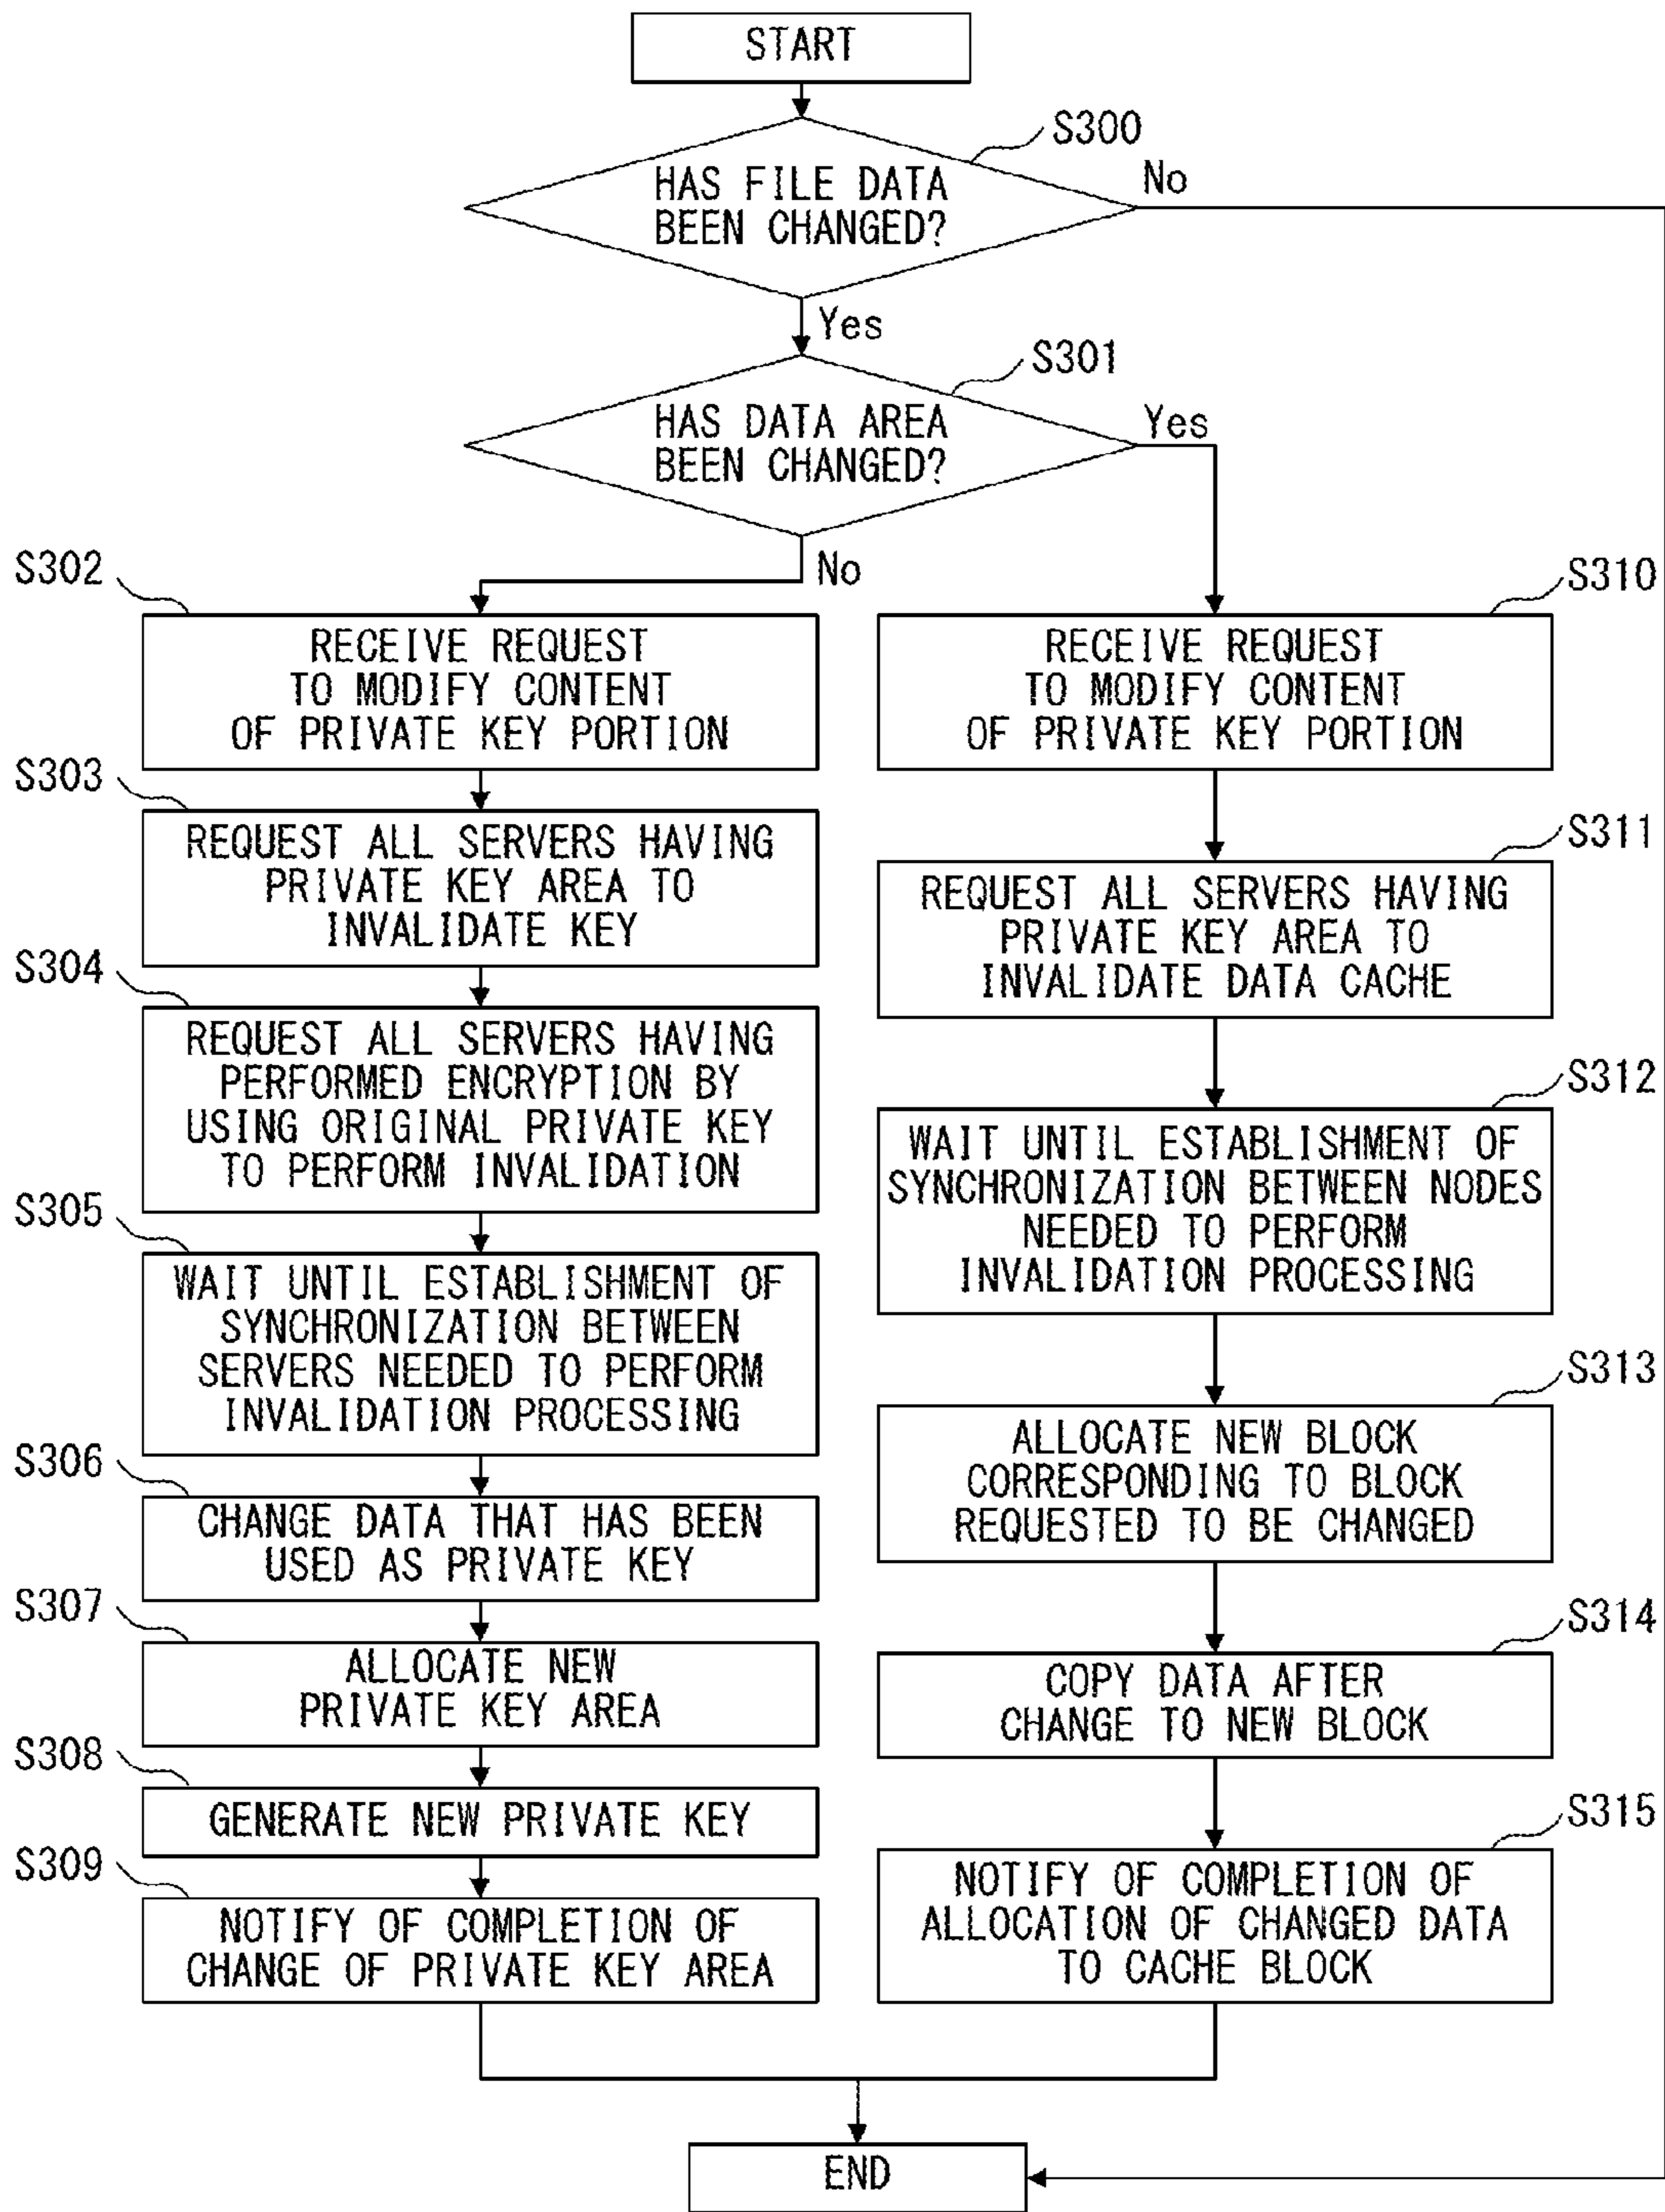 START
S300
HAS FILE DATA
BEEN CHANGED?
No
Yes
S301
HAS DATA AREA
BEEN CHANGED?
Yes
No
S302
RECEIVE REQUEST
TO MODIFY CONTENT
OF PRIVATE KEY PORTION
S303
REQUEST ALL SERVERS HAVING
PRIVATE KEY AREA TO
INVALIDATE KEY
S304
REQUEST ALL SERVERS HAVING
PERFORMED ENCRYPTION BY
USING ORIGINAL PRIVATE KEY
TO PERFORM INVALIDATION
S305
WAIT UNTIL ESTABLISHMENT OF
SYNCHRONIZATION BETWEEN
SERVERS NEEDED TO PERFORM
INVALIDATION PROCESSING
S306
CHANGE DATA THAT HAS BEEN
USED AS PRIVATE KEY
S307
ALLOCATE NEW
PRIVATE KEY AREA
S308
GENERATE NEW PRIVATE KEY
S309
NOTIFY OF COMPLETION OF
CHANGE OF PRIVATE KEY AREA
S310
RECEIVE REQUEST
TO MODIFY CONTENT
OF PRIVATE KEY PORTION
S311
REQUEST ALL SERVERS HAVING
PRIVATE KEY AREA TO
INVALIDATE DATA CACHE
S312
WAIT UNTIL ESTABLISHMENT OF
SYNCHRONIZATION BETWEEN NODES
NEEDED TO PERFORM
INVALIDATION PROCESSING
S313
ALLOCATE NEW BLOCK
CORRESPONDING TO BLOCK
REQUESTED TO BE CHANGED
S314
COPY DATA AFTER
CHANGE TO NEW BLOCK
S315
NOTIFY OF COMPLETION OF
ALLOCATION OF CHANGED DATA
TO CACHE BLOCK
END